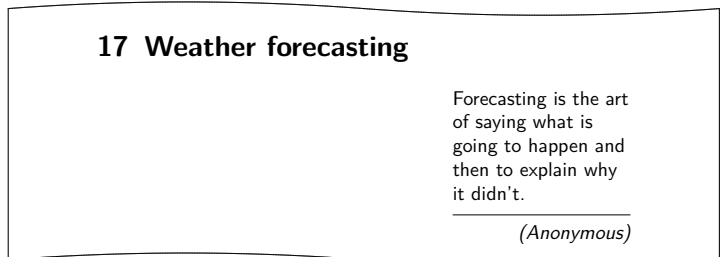 17 Weather forecasting
Forecasting is the art
of saying what is
going to happen and
then to explain why
it didn't.
(Anonymous)